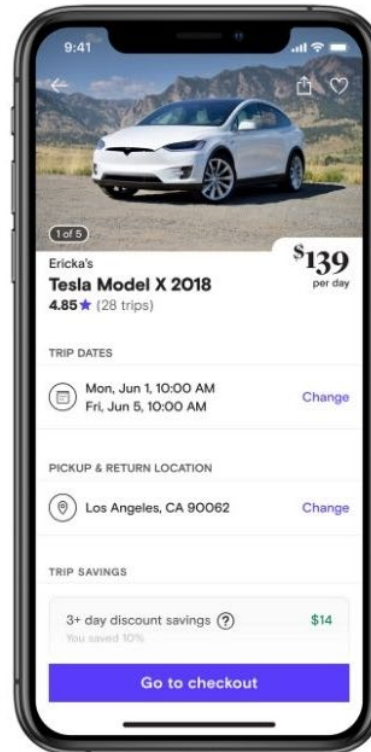 9:41
1 of 5
$139
per day
Ericka's
Tesla Model X 2018
4.85★ (28 trips)
TRIP DATES
Mon, Jun 1, 10:00 AM
Fri, Jun 5, 10:00 AM
Change
PICKUP & RETURN LOCATION
Los Angeles, CA 90062
Change
TRIP SAVINGS
3+ day discount savings ?
$14
You saved 10%
Go to checkout